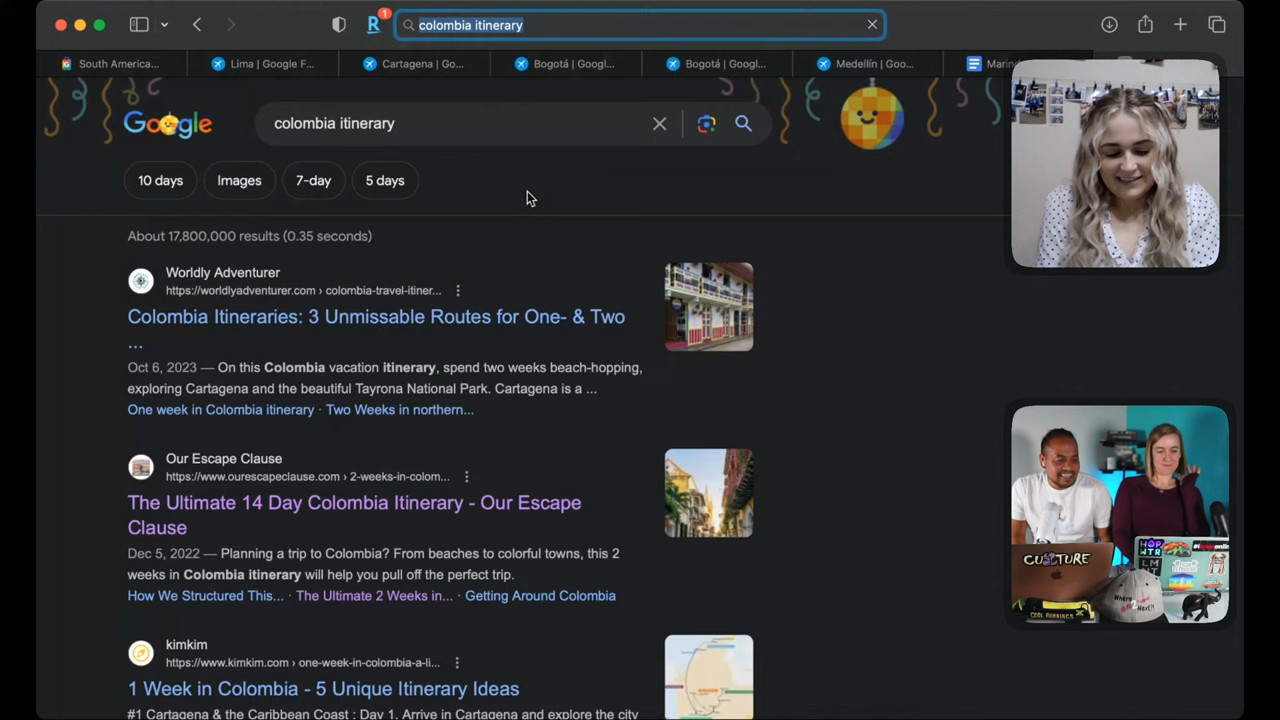 R
1
colombia itinerary
South America...
Lima | Google F...
Cartagena | Go...
Bogotá | Googl...
Bogotá | Googl...
Medellín | Goo...
Google
colombia itinerary
10 days
Images
7-day
5 days
About 17,800,000 results (0.35 seconds)
Worldly Adventurer
https://worldlyadventurer.com › colombia-travel-itiner...
Colombia Itineraries: 3 Unmissable Routes for One- & Two
...
Oct 6, 2023 — On this Colombia vacation itinerary, spend two weeks beach-hopping,
exploring Cartagena and the beautiful Tayrona National Park. Cartagena is a ...
One week in Colombia itinerary · Two Weeks in northern...
Our Escape Clause
https://www.ourescapeclause.com › 2-weeks-in-colom...
The Ultimate 14 Day Colombia Itinerary - Our Escape
Clause
Dec 5, 2022 — Planning a trip to Colombia? From beaches to colorful towns, this 2
weeks in Colombia itinerary will help you pull off the perfect trip.
How We Structured This... · The Ultimate 2 Weeks in... · Getting Around Colombia
kimkim
https://www.kimkim.com › one-week-in-colombia-a-li...
1 Week in Colombia - 5 Unique Itinerary Ideas
#1 Cartagena & the Caribbean Coast : Day 1. Arrive in Cartagena and explore the city